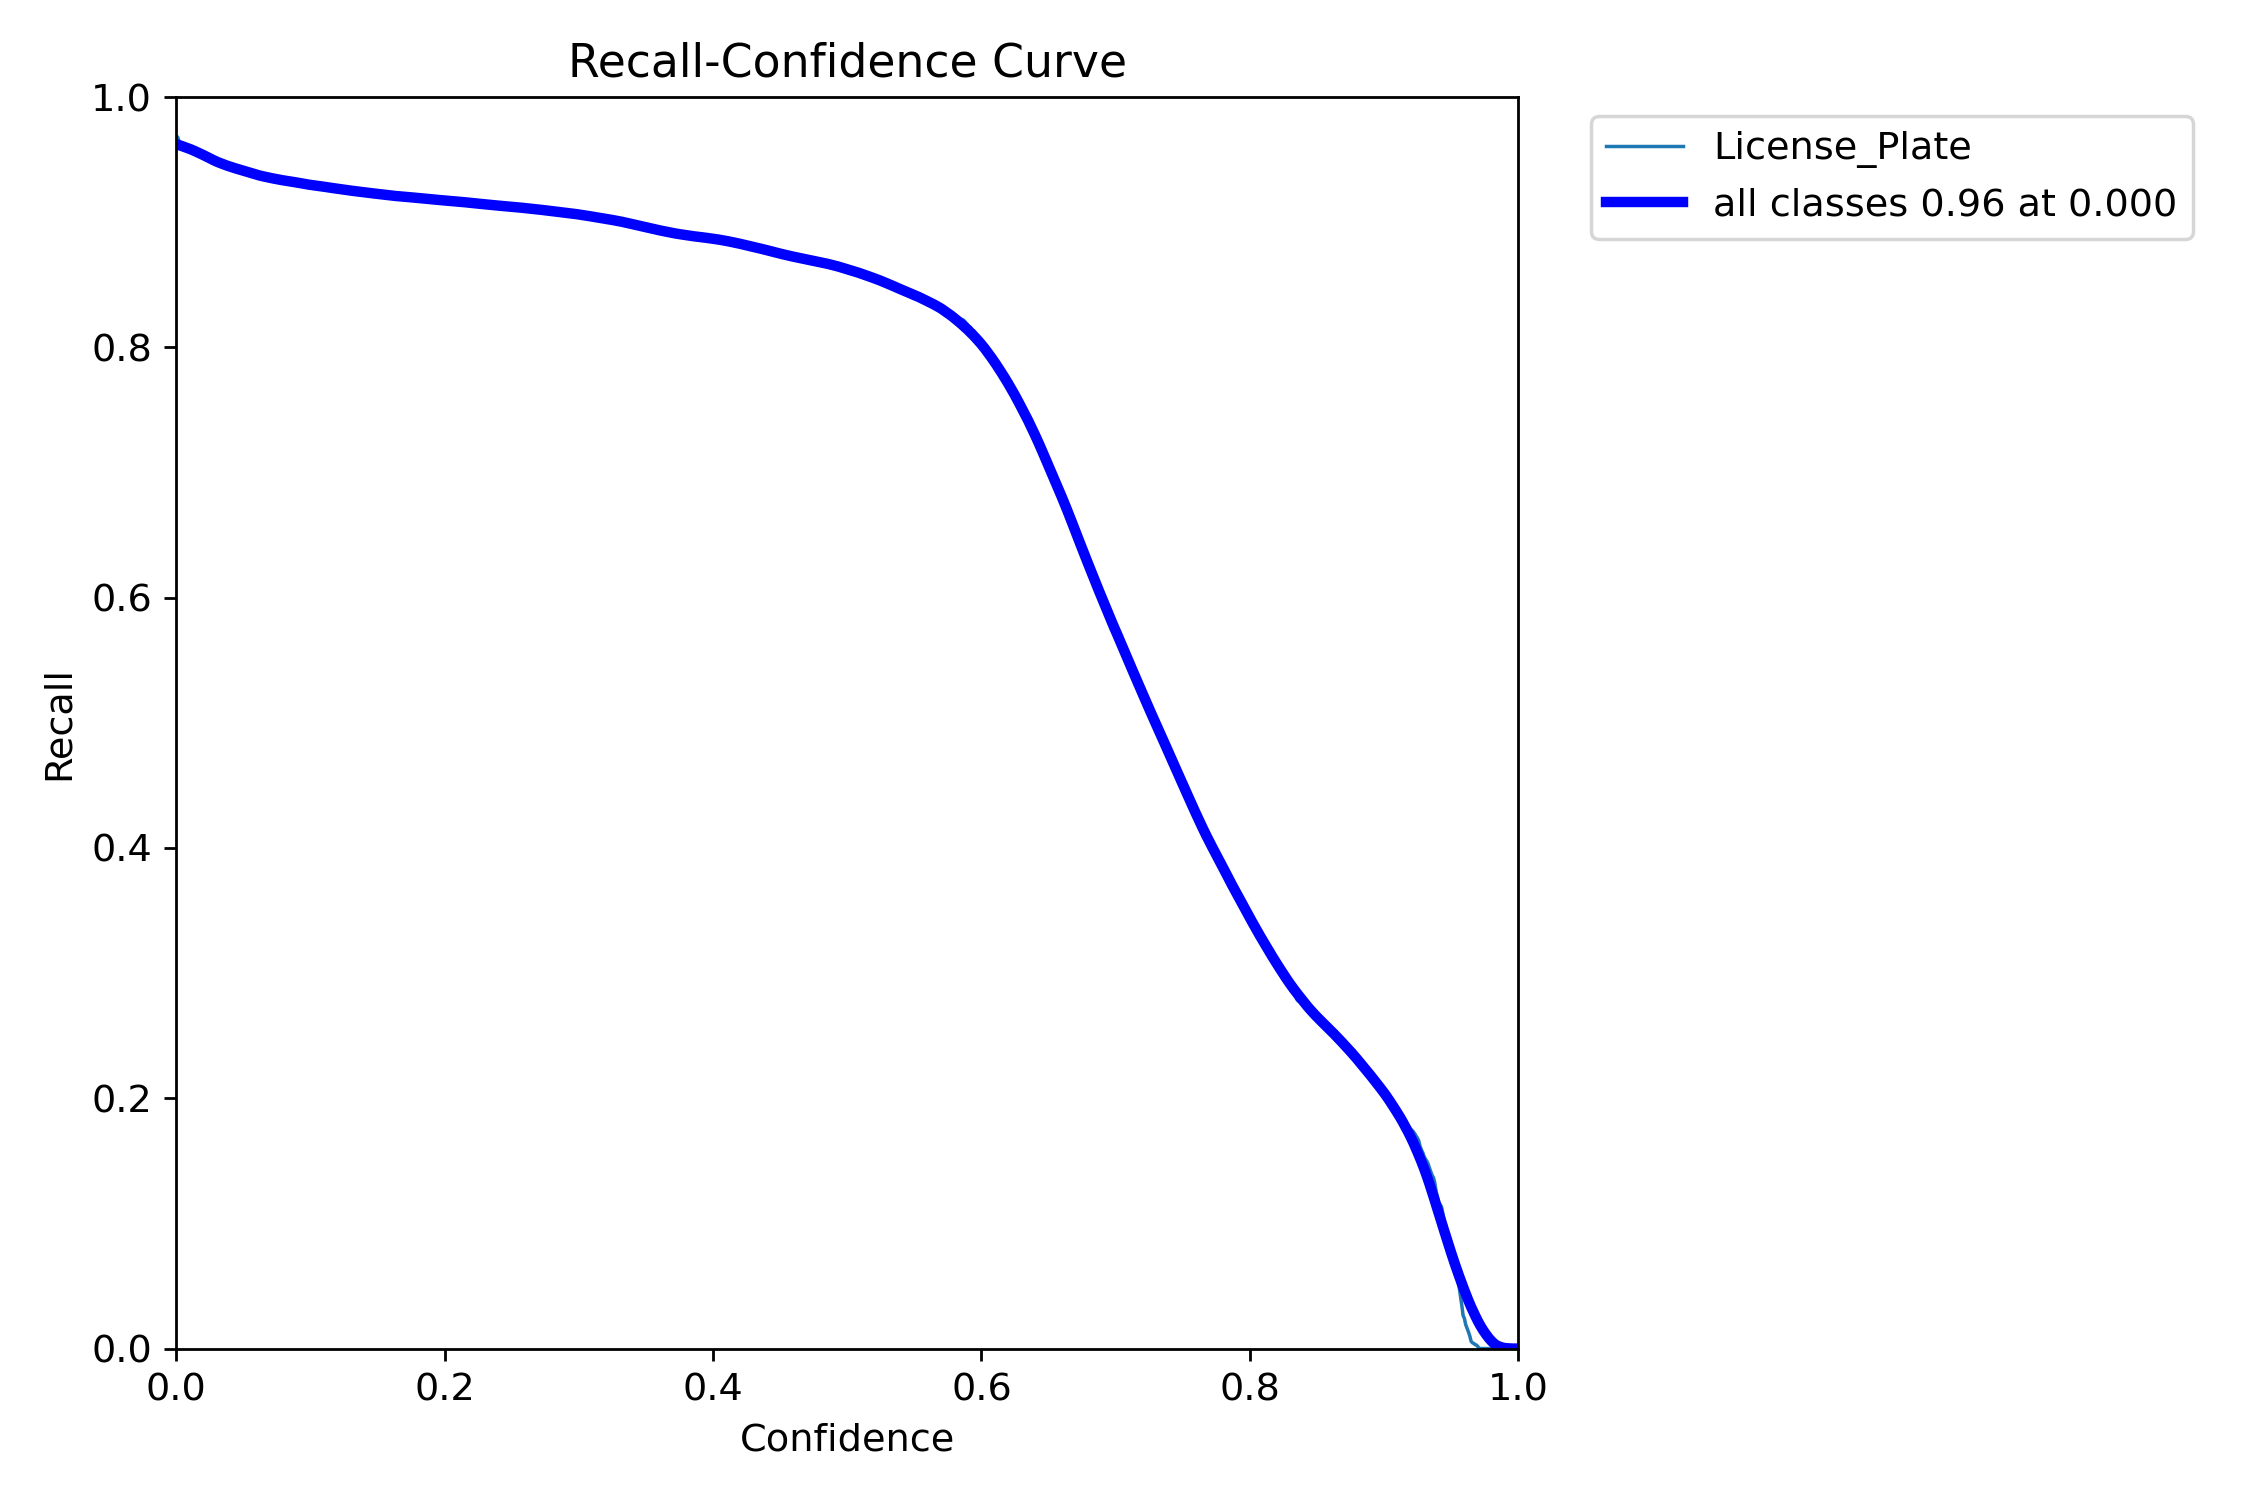 Recall-Confidence Curve
1.0
0.8
0.6
0.4
0.2
0.0
Recall
0.0 0.2 0.4 0.6 0.8 1.0
Confidence
License_Plate
all classes 0.96 at 0.000